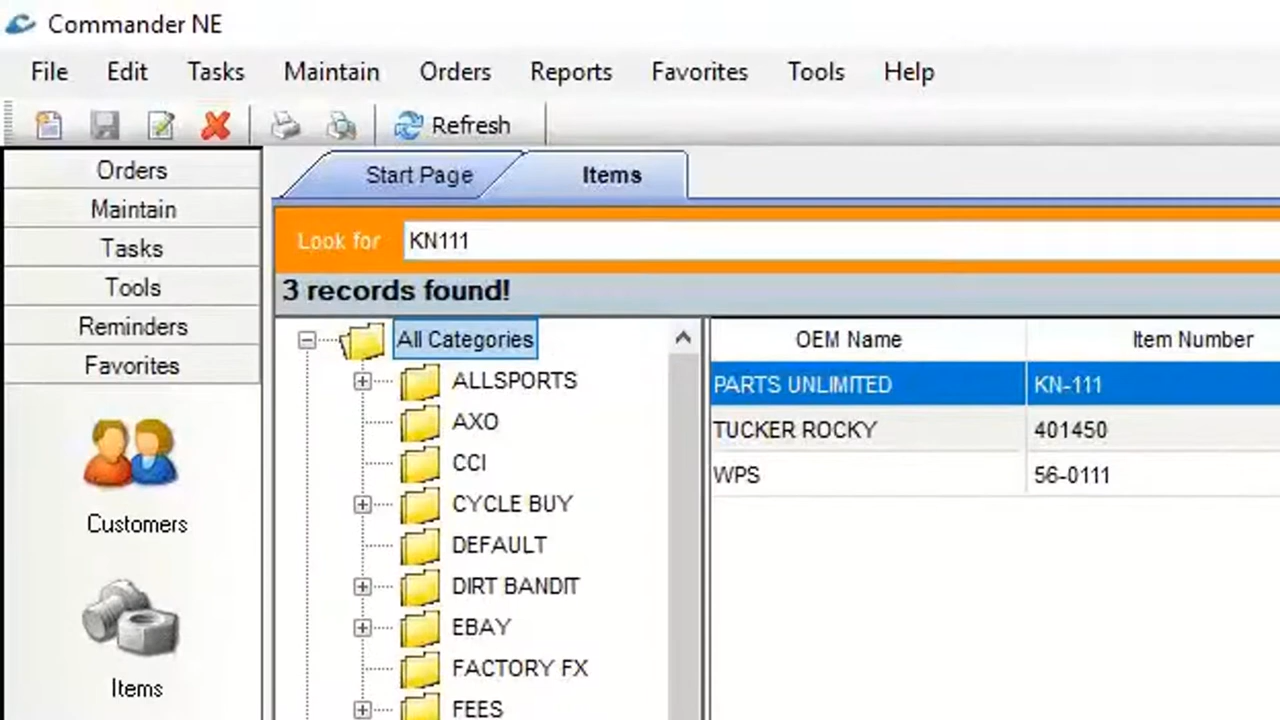 Commander NE
File Edit Tasks Maintain Orders Reports Favorites Tools Help
Refresh
Orders
Maintain
Tasks
Tools
Reminders
Favorites
Customers
Items
Start Page Items
Look for KN111
3 records found!
All Categories
ALLSPORTS
AXO
CCI
CYCLE BUY
DEFAULT
DIRT BANDIT
EBAY
FACTORY FX
FEES
OEM Name Item Number
PARTS UNLIMITED KN-111
TUCKER ROCKY 401450
WPS 56-0111